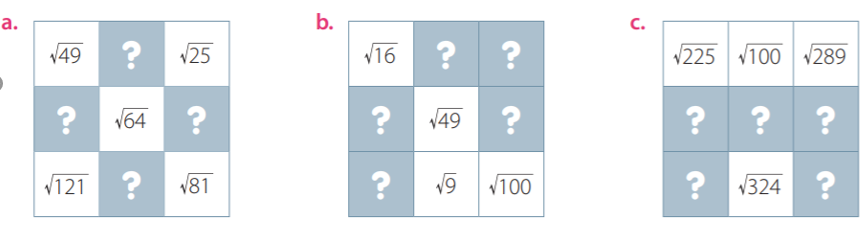 a.
√49 ? √25
? √64 ?
√121 ? √81
b.
√16 ? ?
? √49 ?
? √9 √100
c.
√225 √100 √289
? ? ?
? √324 ?